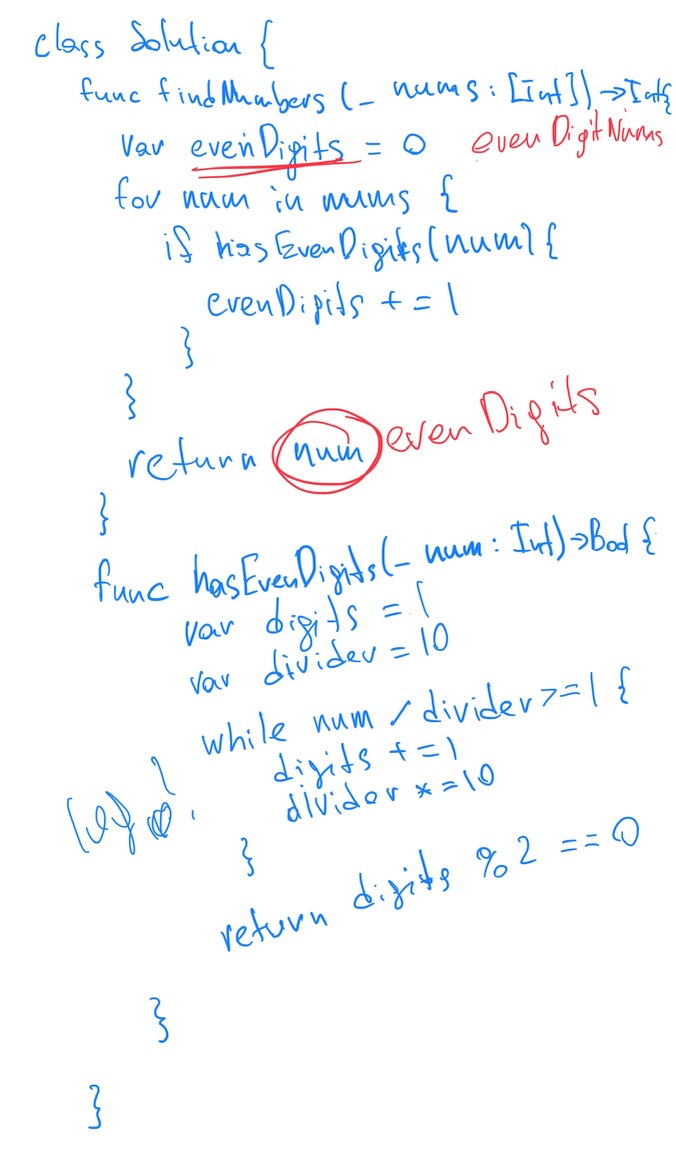 class Solution {
func findNumbers (_ nums : [Int]) → Int {
var evenDigits = 0 evenDigitNums
for num in nums {
if hasEvenDigits(num) {
evenDigits += 1
}
}
return num evenDigits
}
func hasEvenDigits(_ num : Int) → Bool {
var digits = 1
var divider = 10
while num / divider >= 1 {
digits += 1
divider *= 10
}
return digits % 2 == 0
}
}